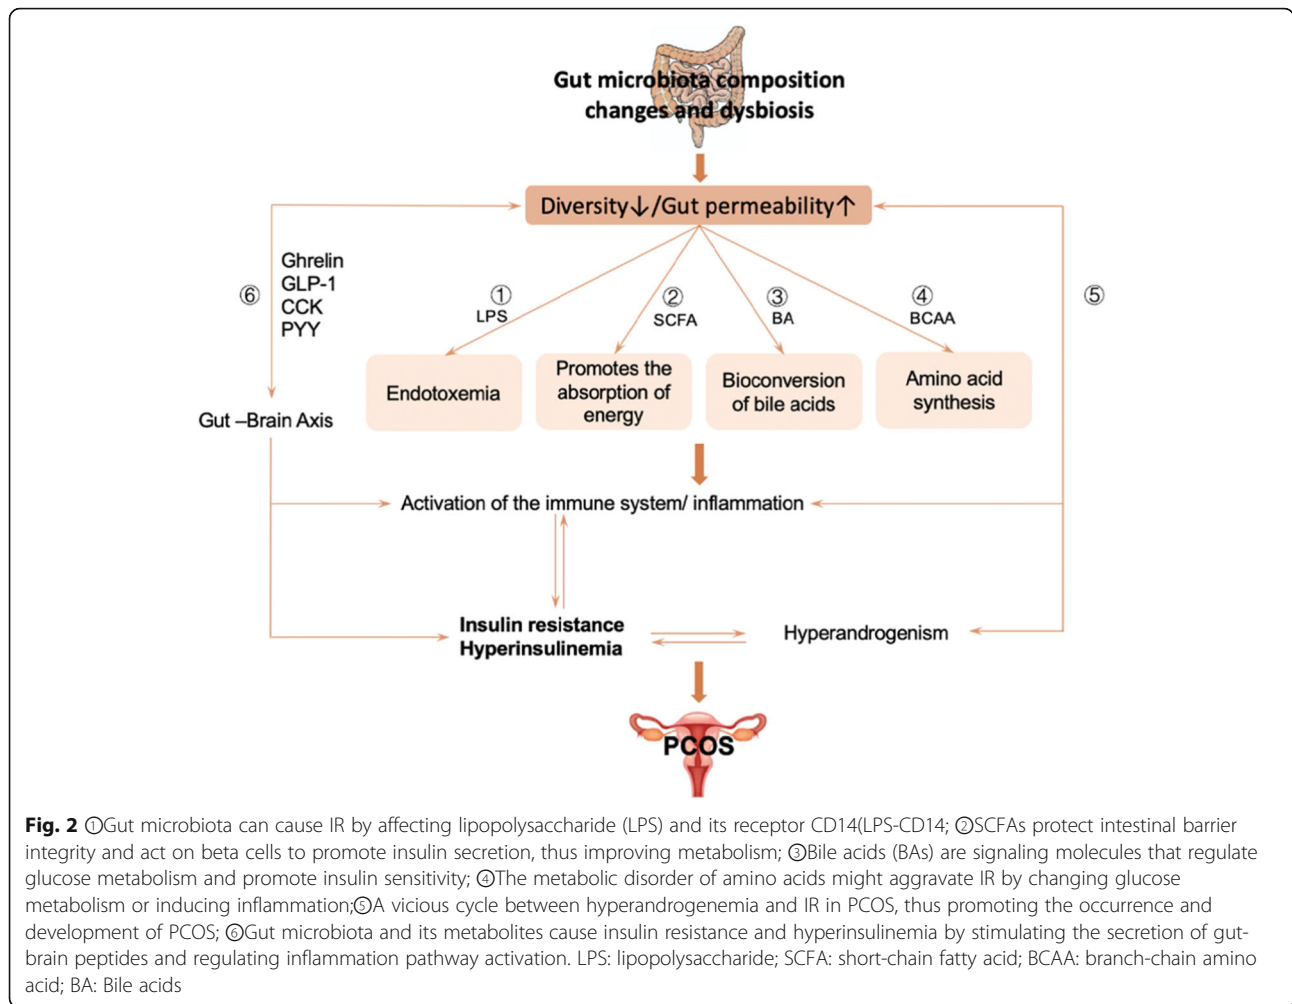 Gut microbiota composition
changes and dysbiosis
Diversity↓/Gut permeability↑
Ghrelin
GLP-1
CCK
PYY
⑥
①
LPS
②
SCFA
③
BA
④
BCAA
⑤
Endotoxemia
Promotes the
absorption of
energy
Bioconversion
of bile acids
Amino acid
synthesis
Gut –Brain Axis
Activation of the immune system/ inflammation
Insulin resistance
Hyperinsulinemia
Hyperandrogenism
PCOS
Fig. 2 ①Gut microbiota can cause IR by affecting lipopolysaccharide (LPS) and its receptor CD14(LPS-CD14; ②SCFAs protect intestinal barrier
integrity and act on beta cells to promote insulin secretion, thus improving metabolism; ③Bile acids (BAs) are signaling molecules that regulate
glucose metabolism and promote insulin sensitivity; ④The metabolic disorder of amino acids might aggravate IR by changing glucose
metabolism or inducing inflammation;⑤A vicious cycle between hyperandrogenemia and IR in PCOS, thus promoting the occurrence and
development of PCOS; ⑥Gut microbiota and its metabolites cause insulin resistance and hyperinsulinemia by stimulating the secretion of gut-
brain peptides and regulating inflammation pathway activation. LPS: lipopolysaccharide; SCFA: short-chain fatty acid; BCAA: branch-chain amino
acid; BA: Bile acids